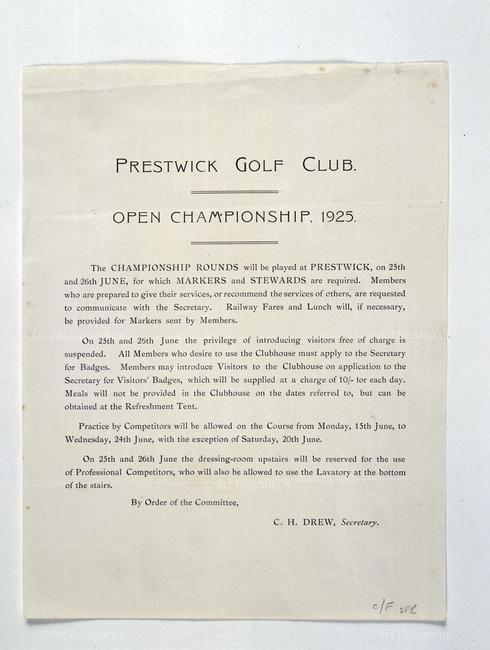 PRESTWICK GOLF CLUB.
OPEN CHAMPIONSHIP, 1925.
The CHAMPIONSHIP ROUNDS will be played at PRESTWICK, on 25th
and 26th JUNE, for which MARKERS and STEWARDS are required. Members
who are prepared to give their services, or recommend the services of others, are requested
to communicate with the Secretary. Railway Fares and Lunch will, if necessary,
be provided for Markers sent by Members.
On 25th and 26th June the privilege of introducing visitors free of charge is
suspended. All Members who desire to use the Clubhouse must apply to the Secretary
for Badges. Members may introduce Visitors to the Clubhouse on application to the
Secretary for Visitors' Badges, which will be supplied at a charge of 10/- for each day.
Meals will not be provided in the Clubhouse on the dates referred to, but can be
obtained at the Refreshment Tent.
Practice by Competitors will be allowed on the Course from Monday, 15th June, to
Wednesday, 24th June, with the exception of Saturday, 20th June.
On 25th and 26th June the dressing-room upstairs will be reserved for the use
of Professional Competitors, who will also be allowed to use the Lavatory at the bottom
of the stairs.
By Order of the Committee,
C. H. DREW, Secretary.
c/F
© Art Resource